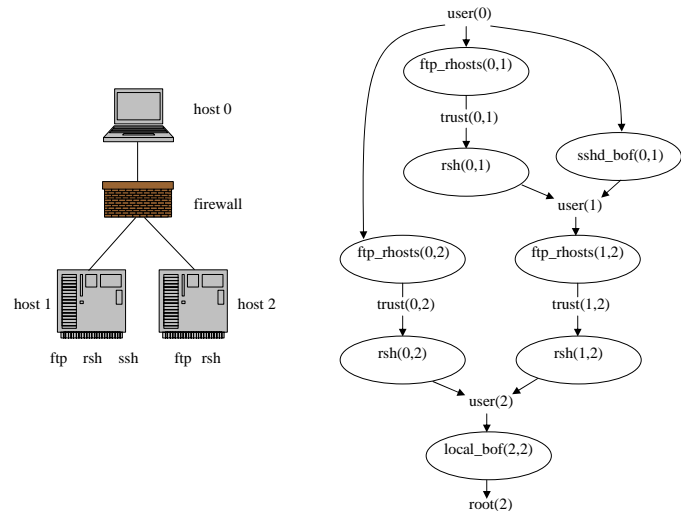 host 0
firewall
host 1
host 2
ftp rsh ssh
ftp rsh
user(0)
ftp_rhosts(0,1)
trust(0,1)
rsh(0,1)
sshd_bof(0,1)
user(1)
ftp_rhosts(0,2)
ftp_rhosts(1,2)
trust(0,2)
trust(1,2)
rsh(0,2)
rsh(1,2)
user(2)
local_bof(2,2)
root(2)